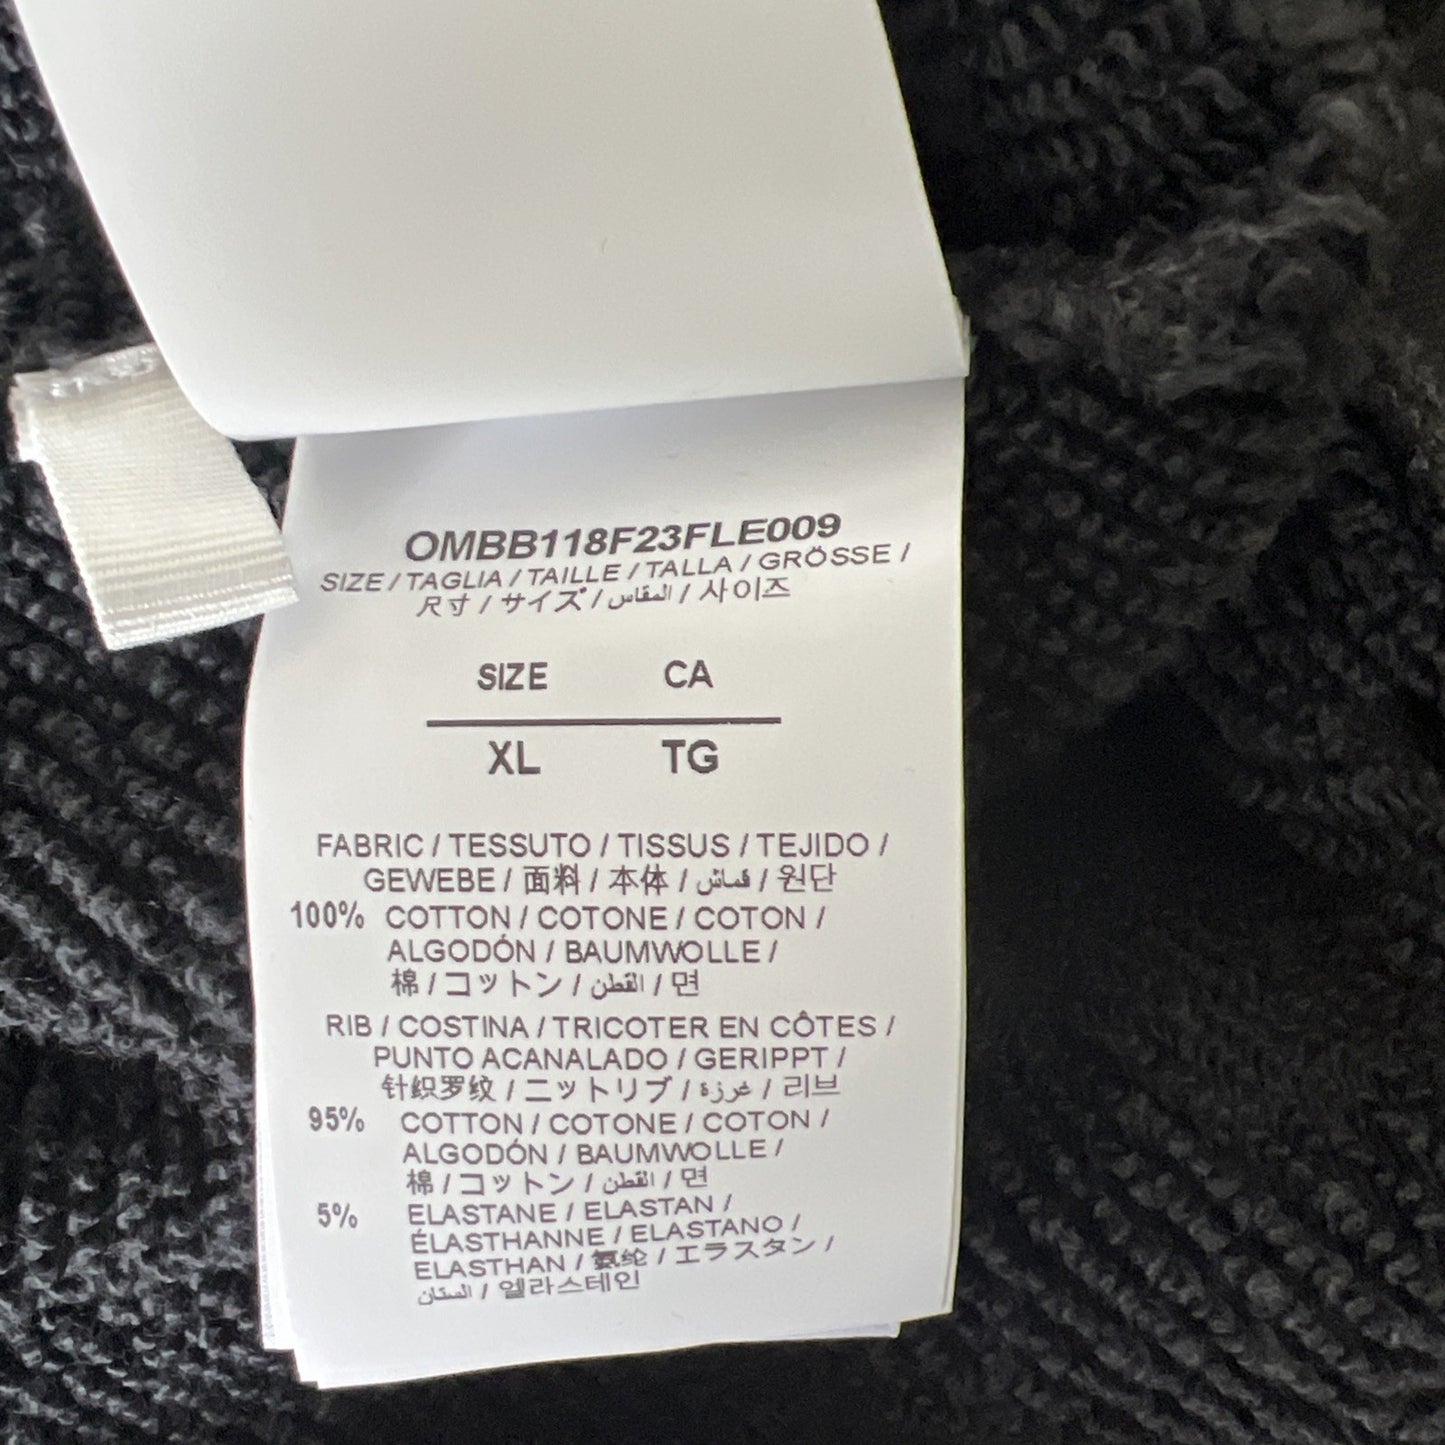 OMBB118F23FLE009
SIZE / TAGLIA / TAILLE / TALLA / GRÖSSE /
尺寸 / サイズ / المقاس / 사이즈
SIZE CA
XL TG
FABRIC / TESSUTO / TISSUS / TEJIDO /
GEWEBE / 面料 / 本体 / قماش / 원단
100% COTTON / COTONE / COTON /
ALGODÓN / BAUMWOLLE /
棉 / コットン / القطن / 면
RIB / COSTINA / TRICOTER EN CÔTES /
PUNTO ACANALADO / GERIPPT /
针织罗纹 / ニットリブ / غرزة / 리브
95% COTTON / COTONE / COTON /
ALGODÓN / BAUMWOLLE /
棉 / コットン / القطن / 면
5% ELASTANE / ELASTAN /
ÉLASTHANNE / ELASTANO /
ELASTHAN / 氨纶 / エラスタン /
الستان / 엘라스테인